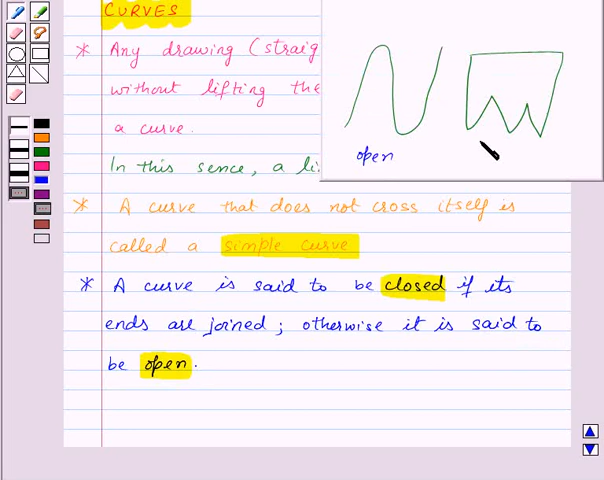 CURVES
* Any drawing (straig
without lifting the
a curve.
In this sence, a li
* A curve that does not cross itself is
called a simple curve
* A curve is said to be closed if its
ends are joined; otherwise it is said to
be open.
open